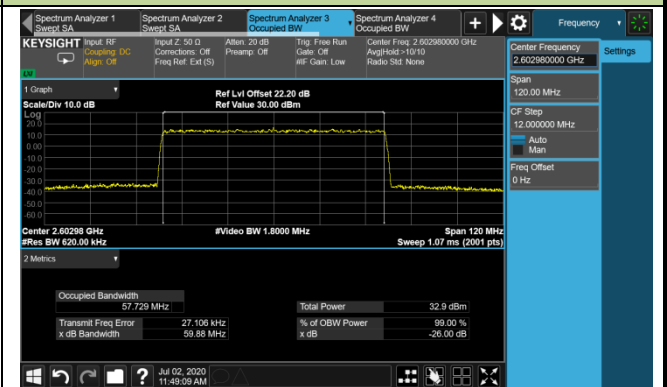 Spectrum Analyzer 1
Swept SA
Spectrum Analyzer 2
Swept SA
Spectrum Analyzer 3
Occupied BW
Spectrum Analyzer 4
Occupied BW
Frequency
KEYSIGHT
Input: RF
Coupling: DC
Align: Off
Input Z: 50 Ω
Corrections: Off
Freq Ref: Ext (S)
Atten: 20 dB
Preamp: Off
Trig: Free Run
Gate: Off
#IF Gain: Low
Center Freq: 2.602980000 GHz
Avg|Hold:>10/10
Radio Std: None
LXI
Center Frequency
2.602980000 GHz
Settings
Span
120.00 MHz
CF Step
12.000000 MHz
Auto
Man
Freq Offset
0 Hz
1 Graph
Scale/Div 10.0 dB
Ref Lvl Offset 22.20 dB
Ref Value 30.00 dBm
Log
20.0
10.0
0.00
-10.0
-20.0
-30.0
-40.0
-50.0
-60.0
Center 2.60298 GHz
#Res BW 620.00 kHz
#Video BW 1.8000 MHz
Span 120 MHz
Sweep 1.07 ms (2001 pts)
2 Metrics
Occupied Bandwidth
57.729 MHz
Total Power 32.9 dBm
Transmit Freq Error 27.106 kHz
% of OBW Power 99.00 %
x dB Bandwidth 59.88 MHz
x dB -26.00 dB
?
Jul 02, 2020
11:49:09 AM